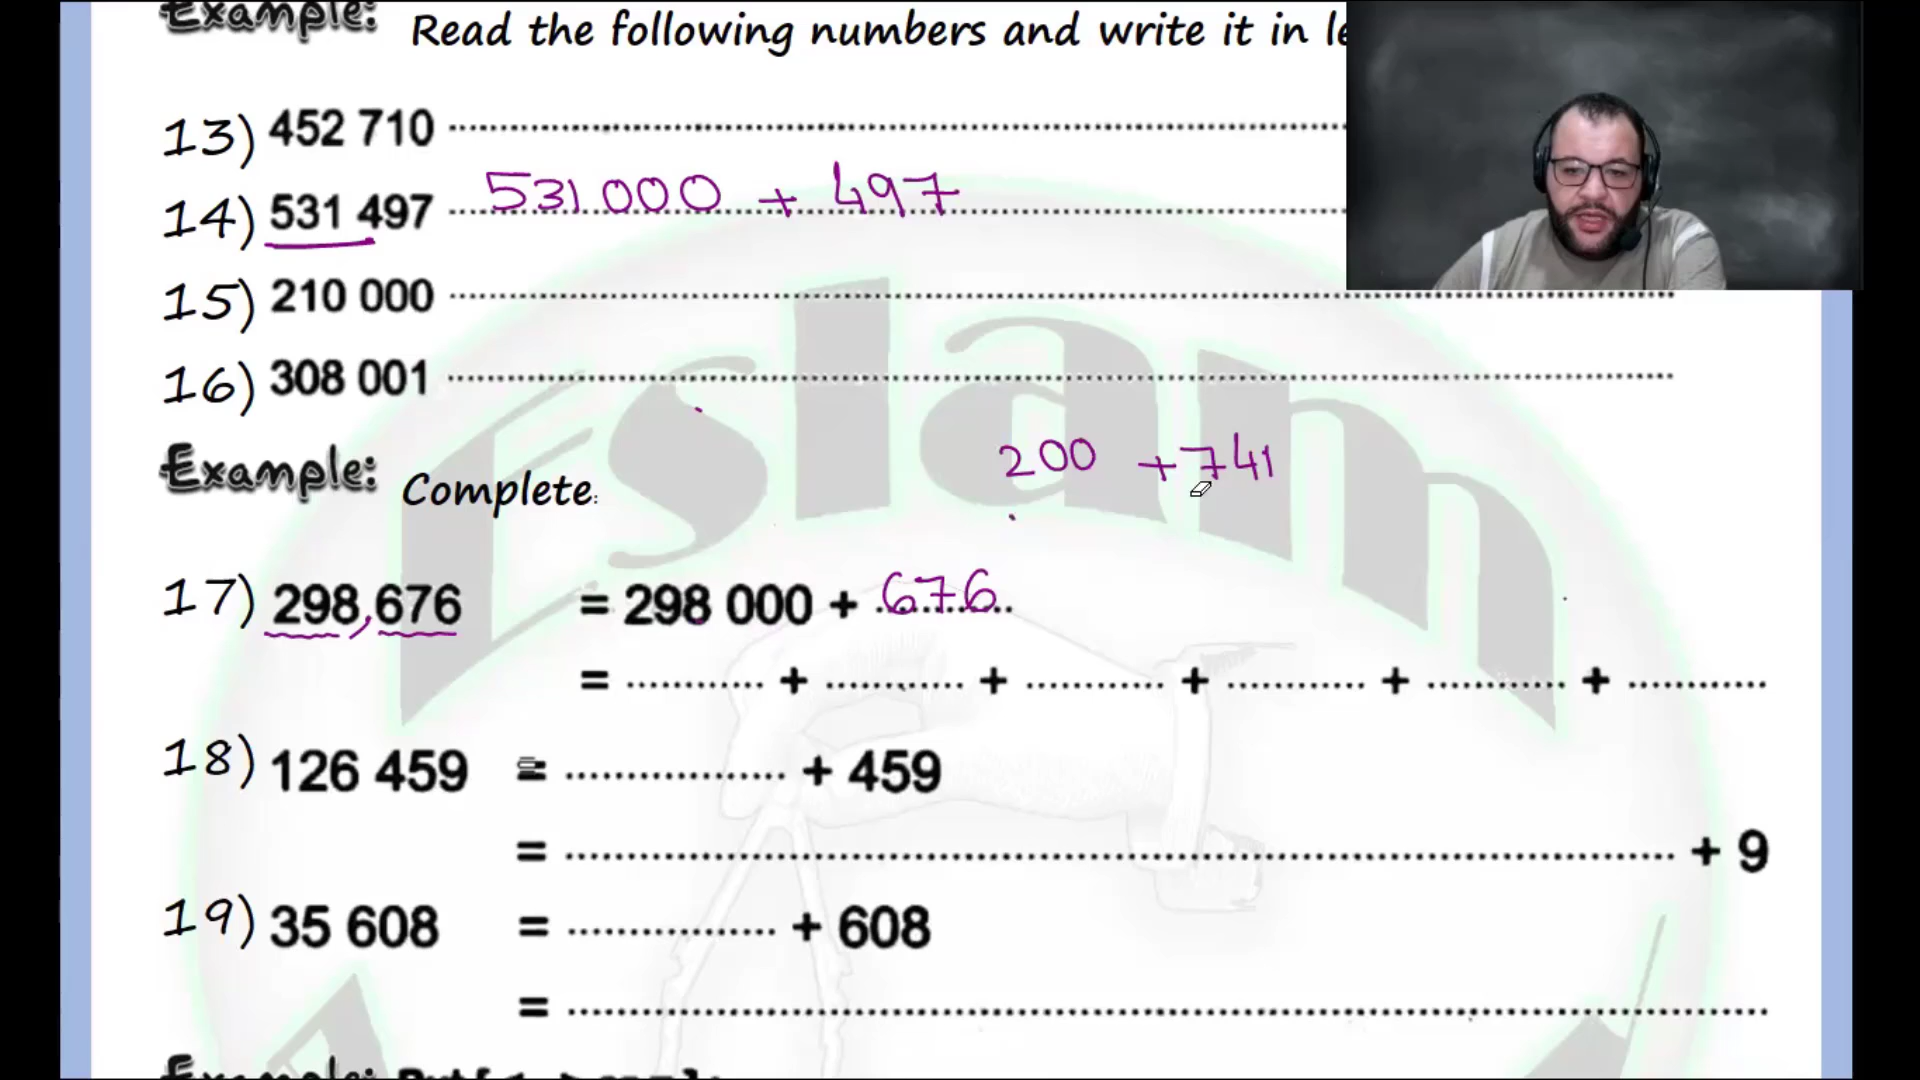 Example: Read the following numbers and write it in
13) 452 710 ........................................
14) 531 497 531 000 + 497
15) 210 000 ........................................
16) 308 001 ........................................
Eslam
200 + 741
Example: Complete:
17) 298,676 = 298 000 + 676
= ............ + ............ + ............ + ............ + ............ + ............
18) 126 459 = .................... + 459
= ........................................ + 9
19) 35 608 = .................... + 608
= ........................................
Example: